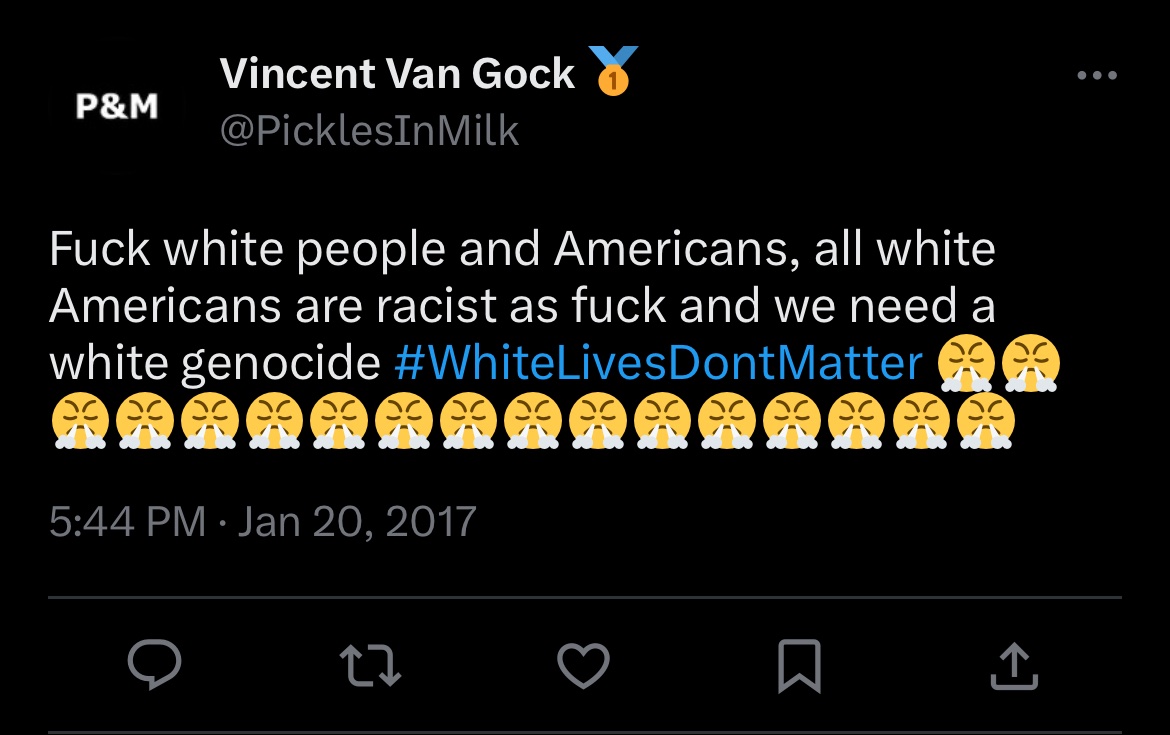 P&M
Vincent Van Gock 🥇
@PicklesInMilk
Fuck white people and Americans, all white
Americans are racist as fuck and we need a
white genocide #WhiteLivesDontMatter 😤😤
😤😤😤😤😤😤😤😤😤😤😤😤😤😤😤
5:44 PM · Jan 20, 2017